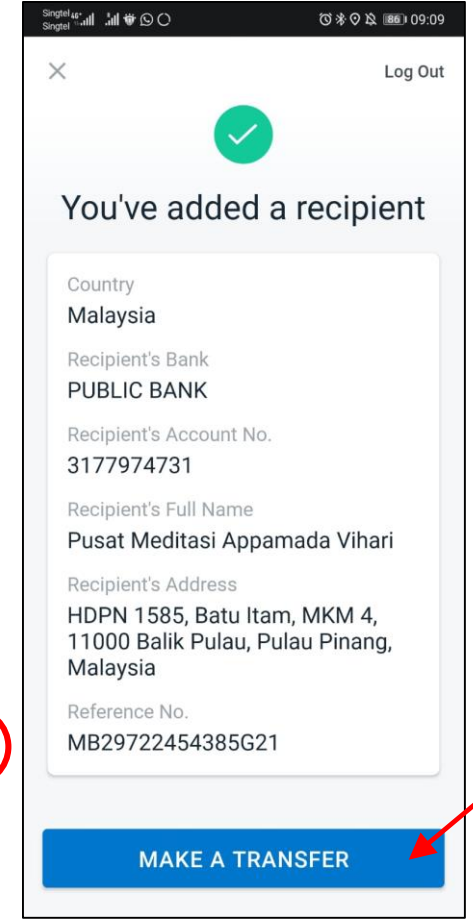 Singtel 46+ 86 09:09
Singtel
Log Out
You've added a recipient
Country
Malaysia
Recipient's Bank
PUBLIC BANK
Recipient's Account No.
3177974731
Recipient's Full Name
Pusat Meditasi Appamada Vihari
Recipient's Address
HDPN 1585, Batu Itam, MKM 4,
11000 Balik Pulau, Pulau Pinang,
Malaysia
Reference No.
MB29722454385G21
MAKE A TRANSFER